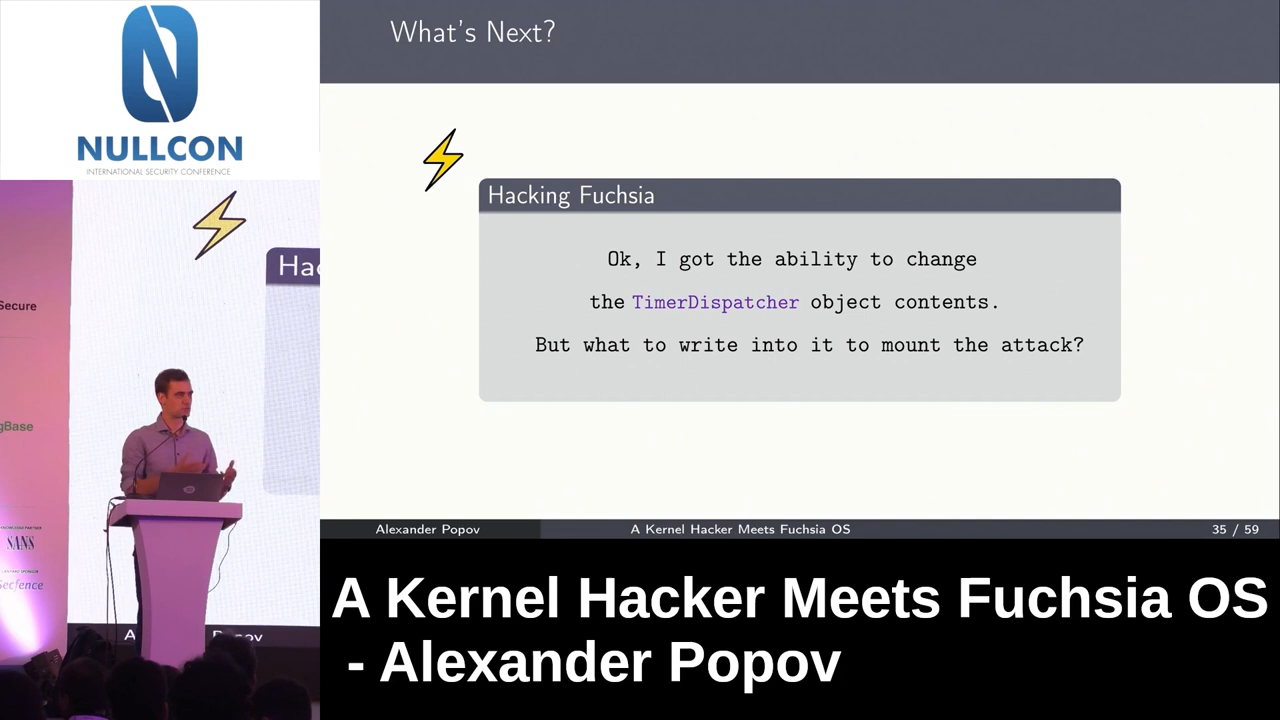 NULLCON
INTERNATIONAL SECURITY CONFERENCE
What's Next?
Hacking Fuchsia
Ok, I got the ability to change
the TimerDispatcher object contents.
But what to write into it to mount the attack?
Alexander Popov
A Kernel Hacker Meets Fuchsia OS
35 / 59
Secure
gBase
SANS
Secfence
A Kernel Hacker Meets Fuchsia OS
- Alexander Popov